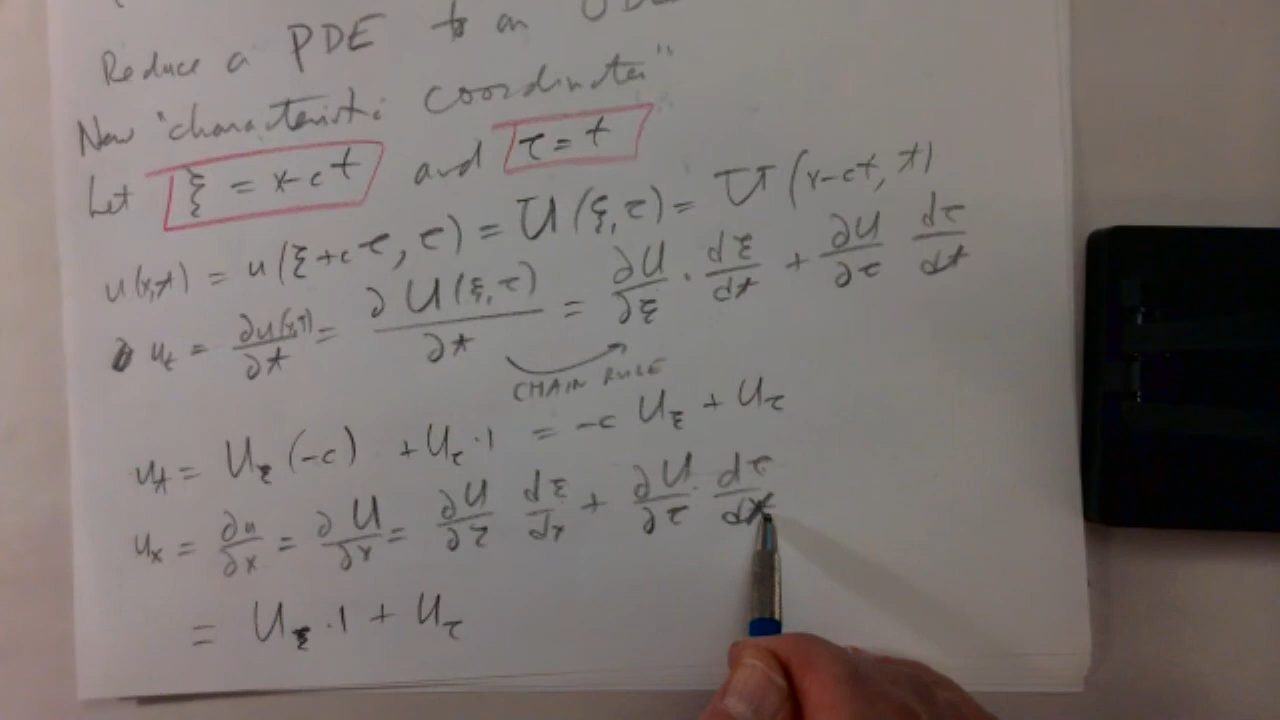 Reduce a PDE to an ODE
New "characteristic coordinates"
Let ξ = x-ct and τ = t
u(x,t) = u(ξ+cτ, τ) = U(ξ,τ) = U(x-ct, t)
u_t = ∂u(x,t)/∂t = ∂U(ξ,τ)/∂t = ∂U/∂ξ · dξ/dt + ∂U/∂τ dτ/dt
CHAIN RULE
u_t = U_ξ (-c) + U_τ · 1 = -c U_ξ + U_τ
u_x = ∂u/∂x = ∂U/∂x = ∂U/∂ξ dξ/dx + ∂U/∂τ · dτ/dx
= U_ξ · 1 + U_τ